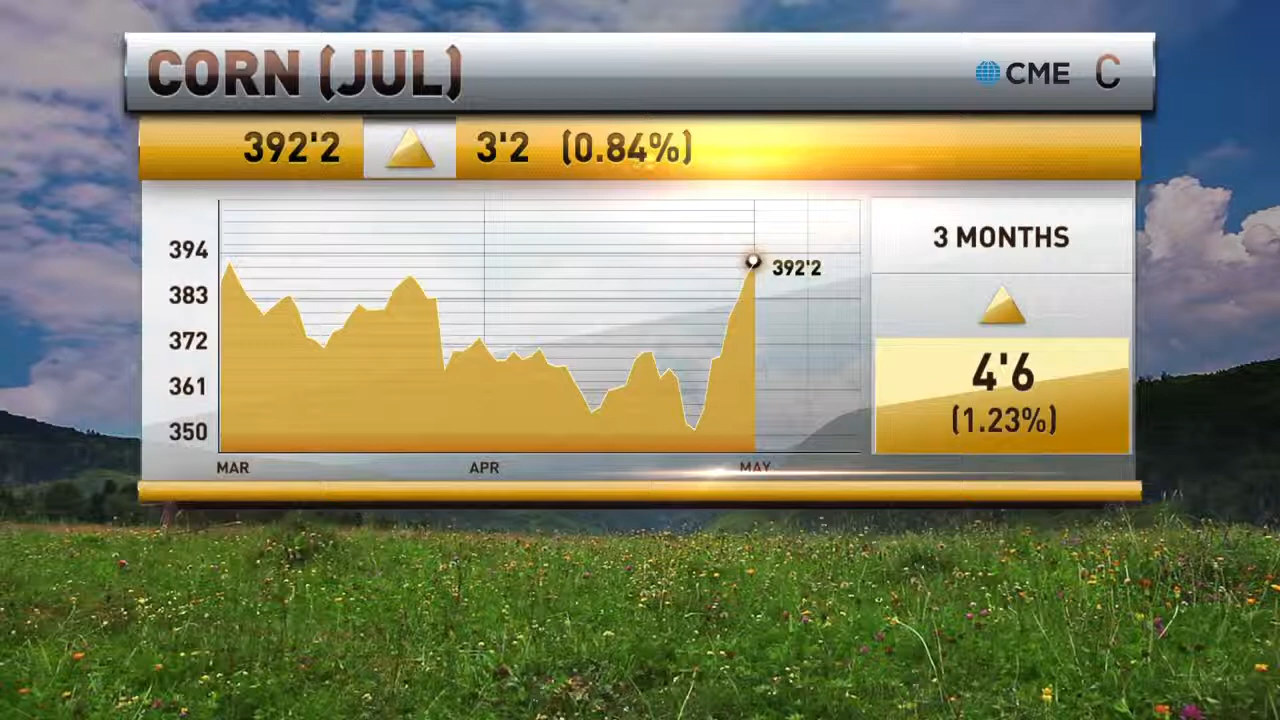 CORN (JUL)
CME C
392'2 3'2 (0.84%)
394
383
372
361
350
392'2
MAR APR MAY
3 MONTHS
4'6
(1.23%)